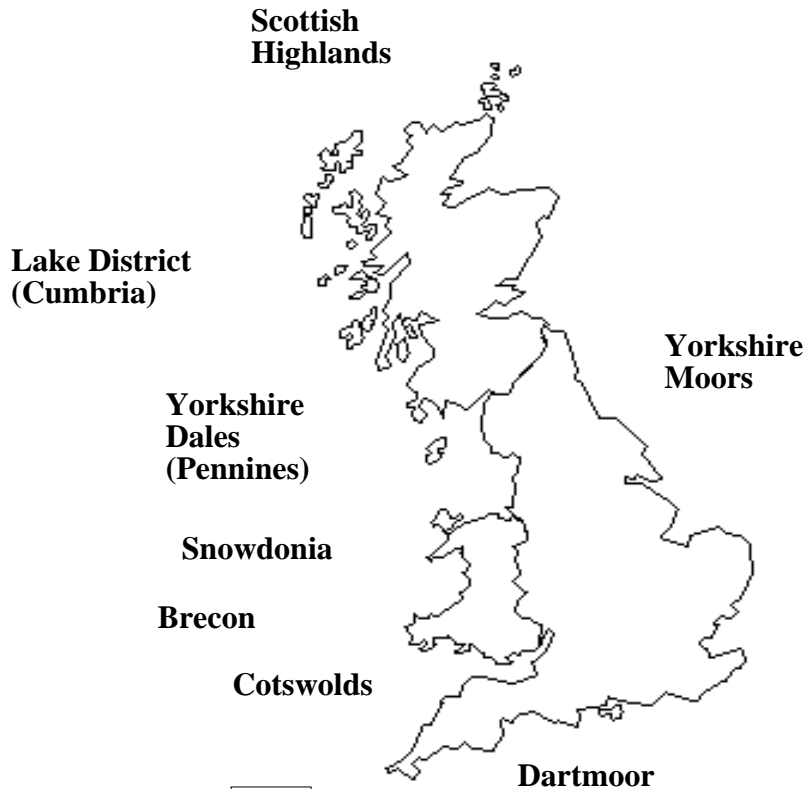 Scottish
Highlands
Lake District
(Cumbria)
Yorkshire
Moors
Yorkshire
Dales
(Pennines)
Snowdonia
Brecon
Cotswolds
Dartmoor